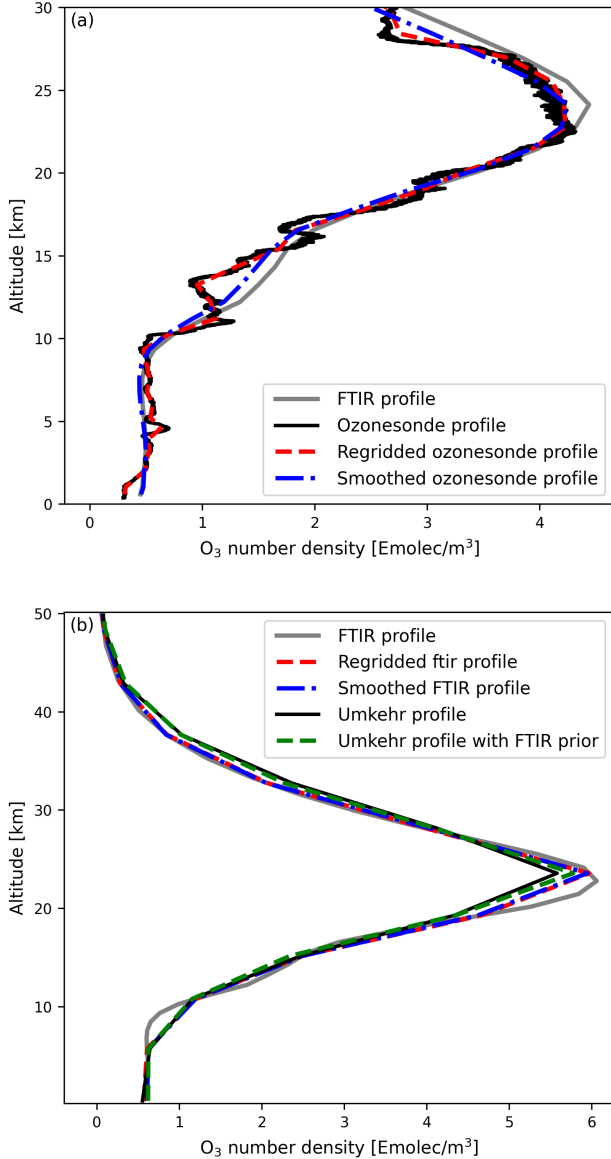 30
(a)
25
20
15
10
5
0
Altitude [km]
FTIR profile
Ozonesonde profile
Regridded ozonesonde profile
Smoothed ozonesonde profile
0 1 2 3 4
O₃ number density [Emolec/m³]
50
(b)
40
30
20
10
Altitude [km]
FTIR profile
Regridded ftir profile
Smoothed FTIR profile
Umkehr profile
Umkehr profile with FTIR prior
0 1 2 3 4 5 6
O₃ number density [Emolec/m³]